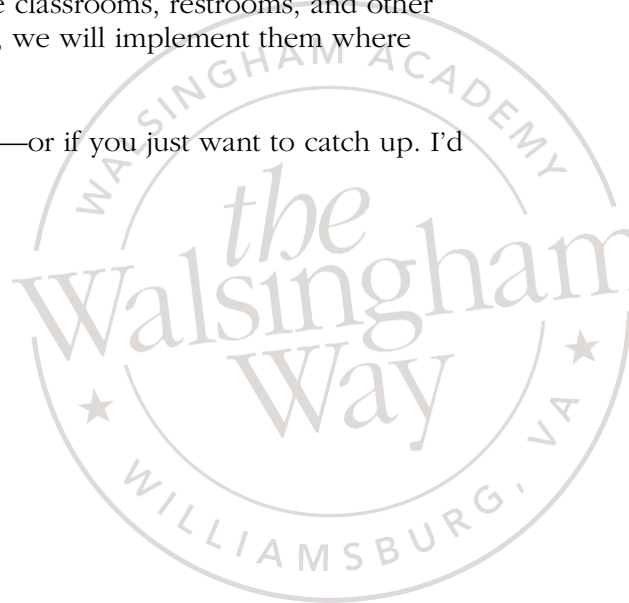 classrooms, restrooms, and other
, we will implement them where
—or if you just want to catch up. I’d
WALSINGHAM ACADEMY
the
Walsingham
Way
WILLIAMSBURG, VA